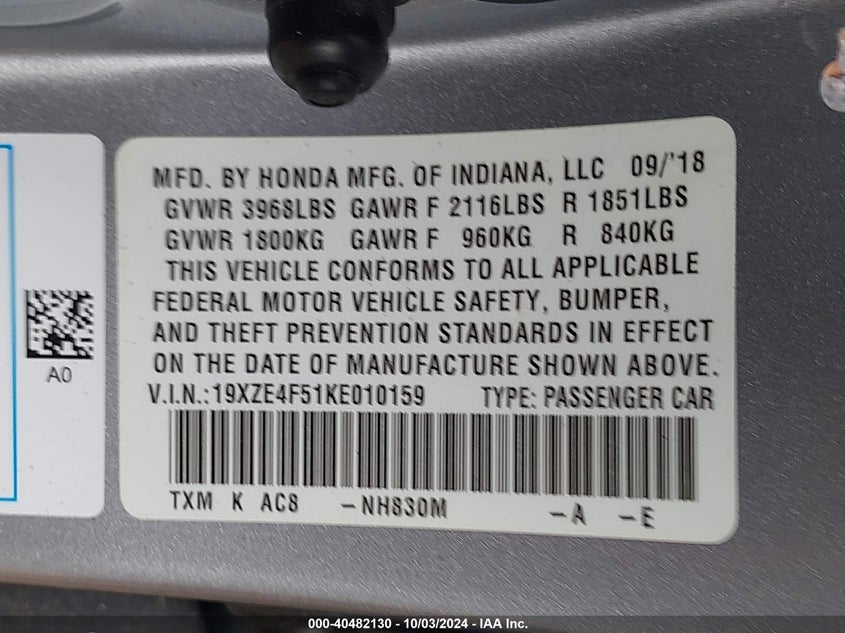 MFD. BY HONDA MFG. OF INDIANA, LLC 09/'18
GVWR 3968LBS GAWR F 2116LBS R 1851LBS
GVWR 1800KG GAWR F 960KG R 840KG
THIS VEHICLE CONFORMS TO ALL APPLICABLE
FEDERAL MOTOR VEHICLE SAFETY, BUMPER,
AND THEFT PREVENTION STANDARDS IN EFFECT
ON THE DATE OF MANUFACTURE SHOWN ABOVE.
V.I.N.:19XZE4F51KE010159 TYPE: PASSENGER CAR
TXM K AC8 -NH830M -A -E
A0
000-40482130 - 10/03/2024 - IAA Inc.